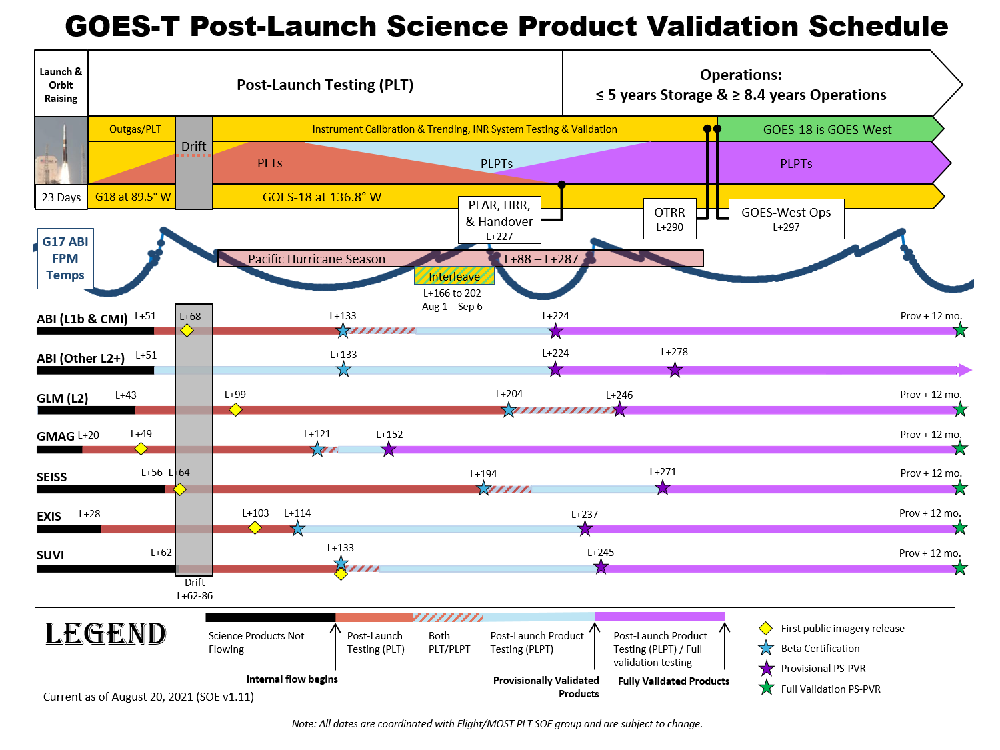 GOES-T Post-Launch Science Product Validation Schedule
Launch &
Orbit
Raising
Post-Launch Testing (PLT)
Operations:
≤ 5 years Storage & ≥ 8.4 years Operations
Outgas/PLT
Drift
Instrument Calibration & Trending, INR System Testing & Validation
GOES-18 is GOES-West
PLTs
PLPTs
PLPTs
23 Days
G18 at 89.5° W
GOES-18 at 136.8° W
PLAR, HRR,
& Handover
L+227
OTRR
L+290
GOES-West Ops
L+297
G17 ABI
FPM
Temps
Pacific Hurricane Season
L+88 – L+287
Interleave
L+166 to 202
Aug 1 – Sep 6
ABI (L1b & CMI)
L+51
L+68
L+133
L+224
Prov + 12 mo.
ABI (Other L2+)
L+51
L+133
L+224
L+278
GLM (L2)
L+43
L+99
L+204
L+246
Prov + 12 mo.
GMAG
L+20
L+49
L+121
L+152
Prov + 12 mo.
SEISS
L+56
L+64
L+194
L+271
Prov + 12 mo.
EXIS
L+28
L+103
L+114
L+237
Prov + 12 mo.
SUVI
L+62
L+133
L+245
Prov + 12 mo.
Drift
L+62-86
LEGEND
Science Products Not
Flowing
Post-Launch
Testing (PLT)
Both
PLT/PLPT
Post-Launch Product
Testing (PLPT)
Post-Launch Product
Testing (PLPT) / Full
validation testing
Internal flow begins
Provisionally Validated
Products
Fully Validated Products
First public imagery release
Beta Certification
Provisional PS-PVR
Full Validation PS-PVR
Current as of August 20, 2021 (SOE v1.11)
Note: All dates are coordinated with Flight/MOST PLT SOE group and are subject to change.